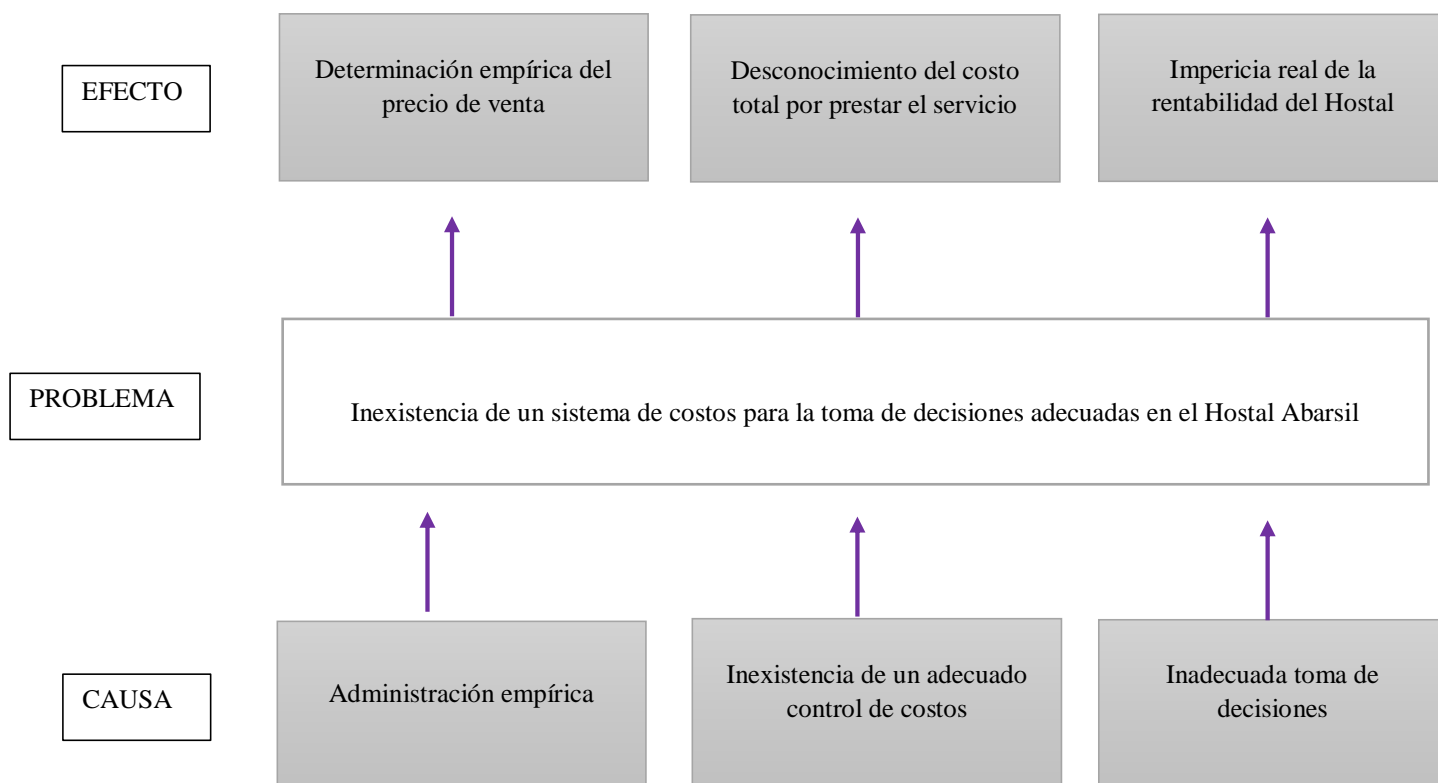 EFECTO
Determinación empírica del
precio de venta
Desconocimiento del costo
total por prestar el servicio
Impericia real de la
rentabilidad del Hostal
PROBLEMA
Inexistencia de un sistema de costos para la toma de decisiones adecuadas en el Hostal Abarsil
CAUSA
Administración empírica
Inexistencia de un adecuado
control de costos
Inadecuada toma de
decisiones